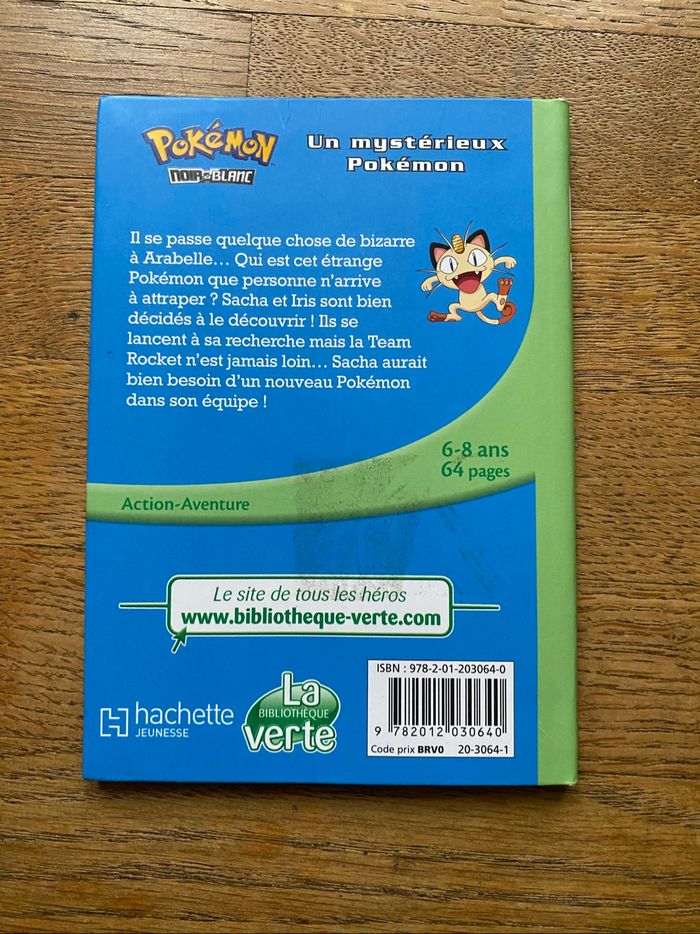 POKéMON
NOIR et BLANC
Un mystérieux
Pokémon
Il se passe quelque chose de bizarre
à Arabelle... Qui est cet étrange
Pokémon que personne n'arrive
à attraper ? Sacha et Iris sont bien
décidés à le découvrir ! Ils se
lancent à sa recherche mais la Team
Rocket n'est jamais loin... Sacha aurait
bien besoin d'un nouveau Pokémon
dans son équipe !
6-8 ans
64 pages
Action-Aventure
Le site de tous les héros
www.bibliotheque-verte.com
hachette
JEUNESSE
La
BIBLIOTHÈQUE
verte
ISBN : 978-2-01-203064-0
9 782012 030640
Code prix BRV0 20-3064-1